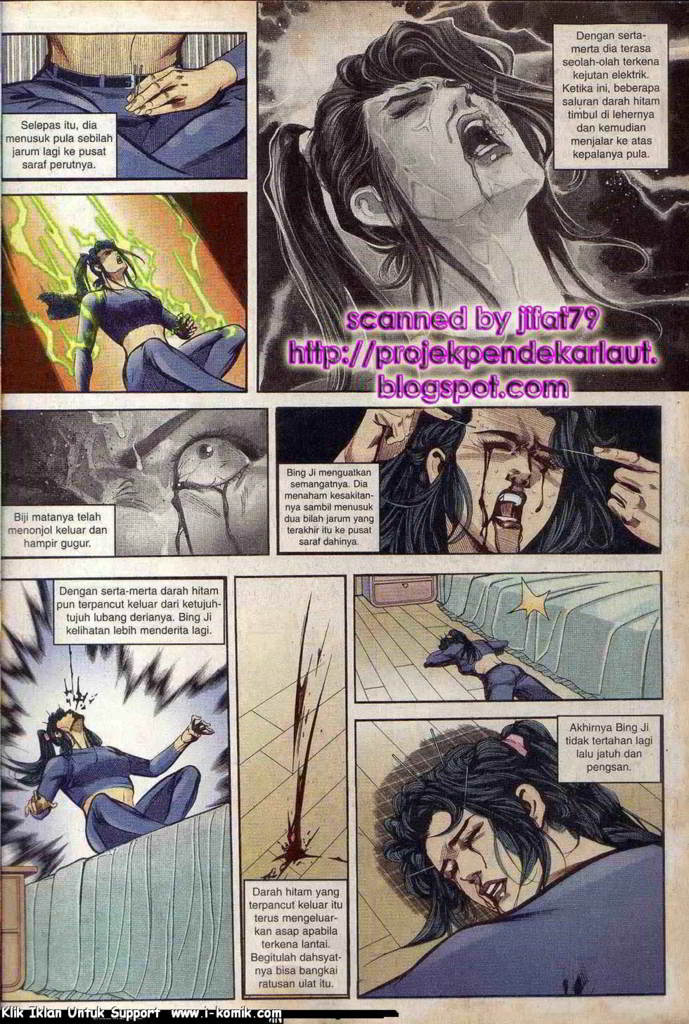 Selepas itu, dia
menusuk pula sebilah
jarum lagi ke pusat
saraf perutnya.
Dengan serta-
merta dia terasa
seolah-olah terkena
kejutan elektrik.
Ketika ini, beberapa
saluran darah hitam
timbul di lehernya
dan kemudian
menjalar ke atas
kepalanya pula.
scanned by jifat79
http://projekpendekarlaut.
blogspot.com
Biji matanya telah
menonjol keluar dan
hampir gugur.
Bing Ji menguatkan
semangatnya. Dia
menaham kesakitan-
nya sambil menusuk
dua bilah jarum yang
terakhir itu ke pusat
saraf dahinya.
Dengan serta-merta darah hitam
pun terpancut keluar dari ketujuh-
tujuh lubang derianya. Bing Ji
kelihatan lebih menderita lagi.
Darah hitam yang
terpancut keluar itu
terus mengeluar-
kan asap apabila
terkena lantai.
Begitulah dahsyat-
nya bisa bangkai
ratusan ulat itu.
Akhirnya Bing Ji
tidak tertahan lagi
lalu jatuh dan
pengsan.
Klik Iklan Untuk Support www.i-komik.com